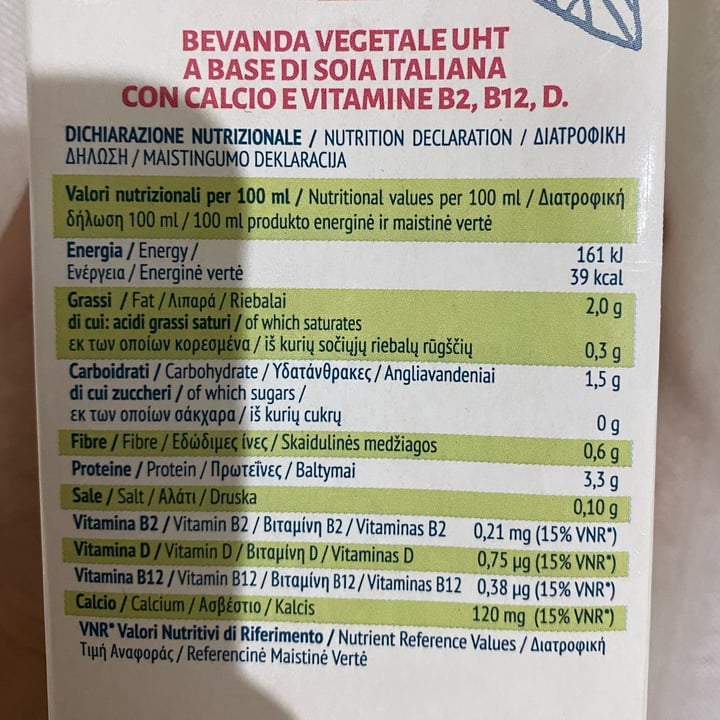 BEVANDA VEGETALE UHT
A BASE DI SOIA ITALIANA
CON CALCIO E VITAMINE B2, B12, D.
DICHIARAZIONE NUTRIZIONALE / NUTRITION DECLARATION / ΔΙΑΤΡΟΦΙΚΗ
ΔΗΛΩΣΗ / MAISTINGUMO DEKLARACIJA
Valori nutrizionali per 100 ml / Nutritional values per 100 ml / Διατροφική
δήλωση 100 ml / 100 ml produkto energinė ir maistinė vertė
Energia / Energy / 161 kJ
Ενέργεια / Energinė vertė 39 kcal
Grassi / Fat / Λιπαρά / Riebalai 2,0 g
di cui: acidi grassi saturi / of which saturates
εκ των οποίων κορεσμένα / iš kurių sočiųjų riebalų rūgščių 0,3 g
Carboidrati / Carbohydrate / Υδατάνθρακες / Angliavandeniai 1,5 g
di cui zuccheri / of which sugars /
εκ των οποίων σάκχαρα / iš kurių cukrų 0 g
Fibre / Fibre / Εδώδιμες ίνες / Skaidulinės medžiagos 0,6 g
Proteine / Protein / Πρωτεΐνες / Baltymai 3,3 g
Sale / Salt / Αλάτι / Druska 0,10 g
Vitamina B2 / Vitamin B2 / Βιταμίνη B2 / Vitaminas B2 0,21 mg (15% VNR*)
Vitamina D / Vitamin D / Βιταμίνη D / Vitaminas D 0,75 µg (15% VNR*)
Vitamina B12 / Vitamin B12 / Βιταμίνη B12 / Vitaminas B12 0,38 µg (15% VNR*)
Calcio / Calcium / Ασβέστιο / Kalcis 120 mg (15% VNR*)
VNR* Valori Nutritivi di Riferimento / Nutrient Reference Values / Διατροφική
Τιμή Αναφοράς / Referencinė Maistinė Vertė